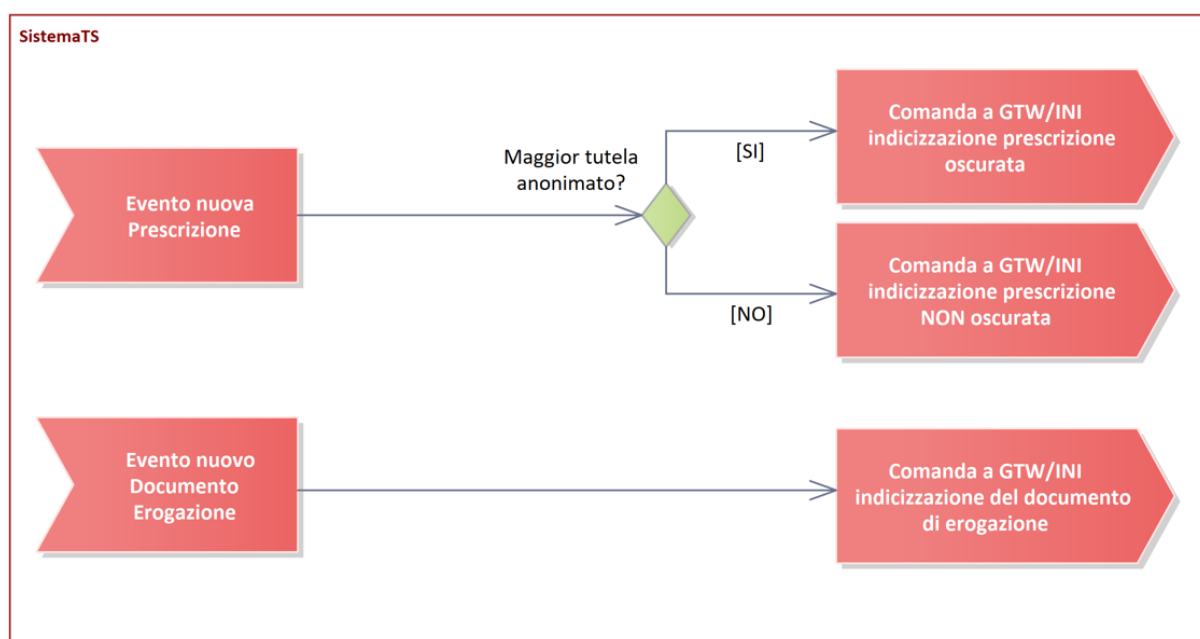 SistemaTS
Evento nuova
Prescrizione
Maggior tutela
anonimato?
[SI]
Comanda a GTW/INI
indicizzazione prescrizione
oscurata
[NO]
Comanda a GTW/INI
indicizzazione prescrizione
NON oscurata
Evento nuovo
Documento
Erogazione
Comanda a GTW/INI
indicizzazione del documento
di erogazione